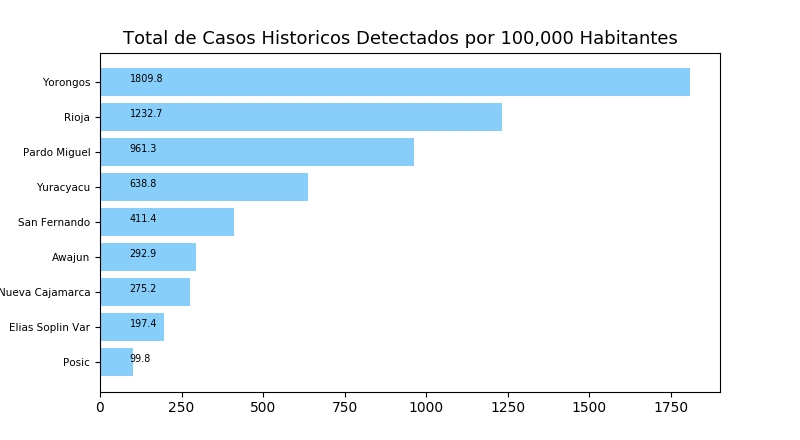 Total de Casos Historicos Detectados por 100,000 Habitantes
Yorongos 1809.8
Rioja 1232.7
Pardo Miguel 961.3
Yuracyacu 638.8
San Fernando 411.4
Awajun 292.9
Nueva Cajamarca 275.2
Elias Soplin Var 197.4
Posic 99.8
0 250 500 750 1000 1250 1500 1750